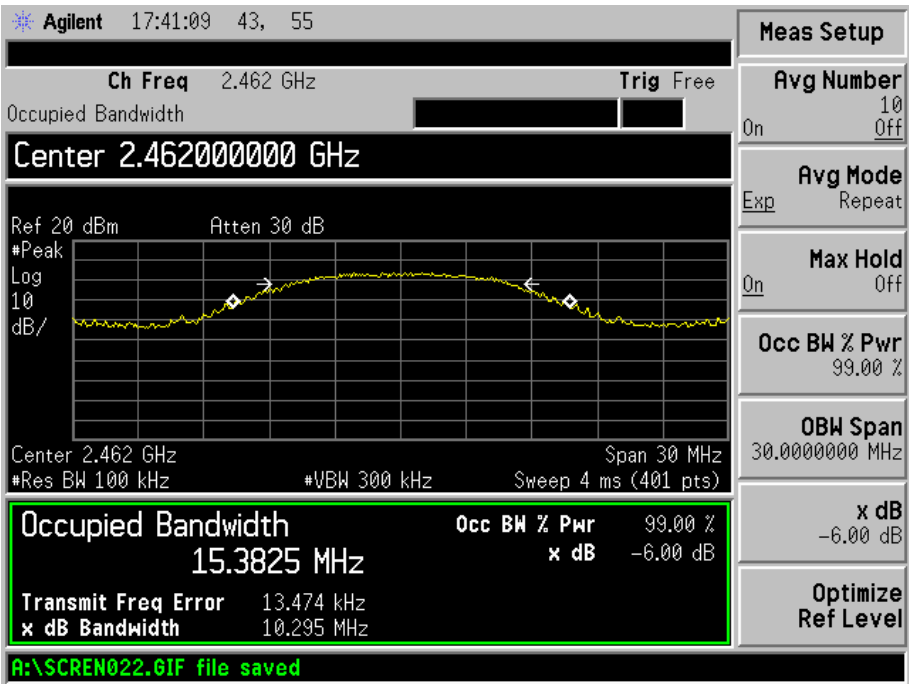 Agilent 17:41:09 43, 55
Ch Freq 2.462 GHz Trig Free
Occupied Bandwidth
Center 2.462000000 GHz
Ref 20 dBm Atten 30 dB
#Peak
Log
10
dB/
Center 2.462 GHz Span 30 MHz
#Res BW 100 kHz #VBW 300 kHz Sweep 4 ms (401 pts)
Occupied Bandwidth Occ BW % Pwr 99.00 %
15.3825 MHz x dB -6.00 dB
Transmit Freq Error 13.474 kHz
x dB Bandwidth 10.295 MHz
A:\SCREN022.GIF file saved
Meas Setup
Avg Number
10
On Off
Avg Mode
Exp Repeat
Max Hold
On Off
Occ BW % Pwr
99.00 %
OBW Span
30.0000000 MHz
x dB
-6.00 dB
Optimize
Ref Level